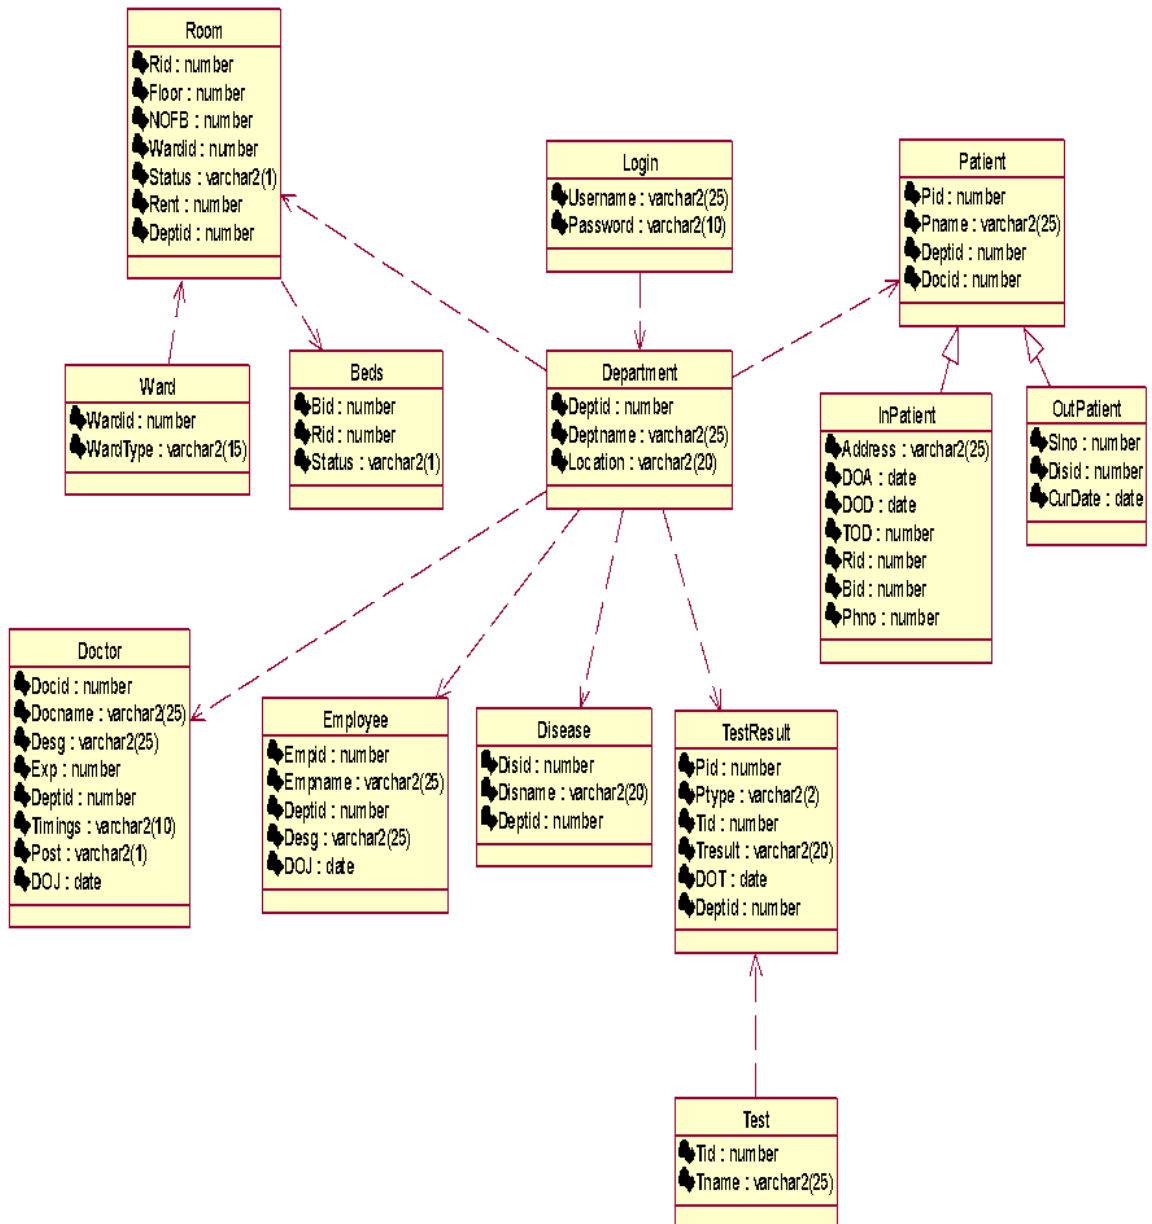 Room
Rid : number
Floor : number
NOFB : number
Wardid : number
Status : varchar2(1)
Rent : number
Deptid : number
Login
Username : varchar2(25)
Password : varchar2(10)
Patient
Pid : number
Pname : varchar2(25)
Deptid : number
Docid : number
Ward
Wardid : number
WardType : varchar2(15)
Beds
Bid : number
Rid : number
Status : varchar2(1)
Department
Deptid : number
Deptname : varchar2(25)
Location : varchar2(20)
InPatient
Address : varchar2(25)
DOA : date
DOD : date
TOD : number
Rid : number
Bid : number
Phno : number
OutPatient
Slno : number
Disid : number
CurDate : date
Doctor
Docid : number
Docname : varchar2(25)
Desg : varchar2(25)
Exp : number
Deptid : number
Timings : varchar2(10)
Post : varchar2(1)
DOJ : date
Employee
Empid : number
Empname : varchar2(25)
Deptid : number
Desg : varchar2(25)
DOJ : date
Disease
Disid : number
Disname : varchar2(20)
Deptid : number
TestResult
Pid : number
Ptype : varchar2(2)
Tid : number
Tresult : varchar2(20)
DOT : date
Deptid : number
Test
Tid : number
Tname : varchar2(25)